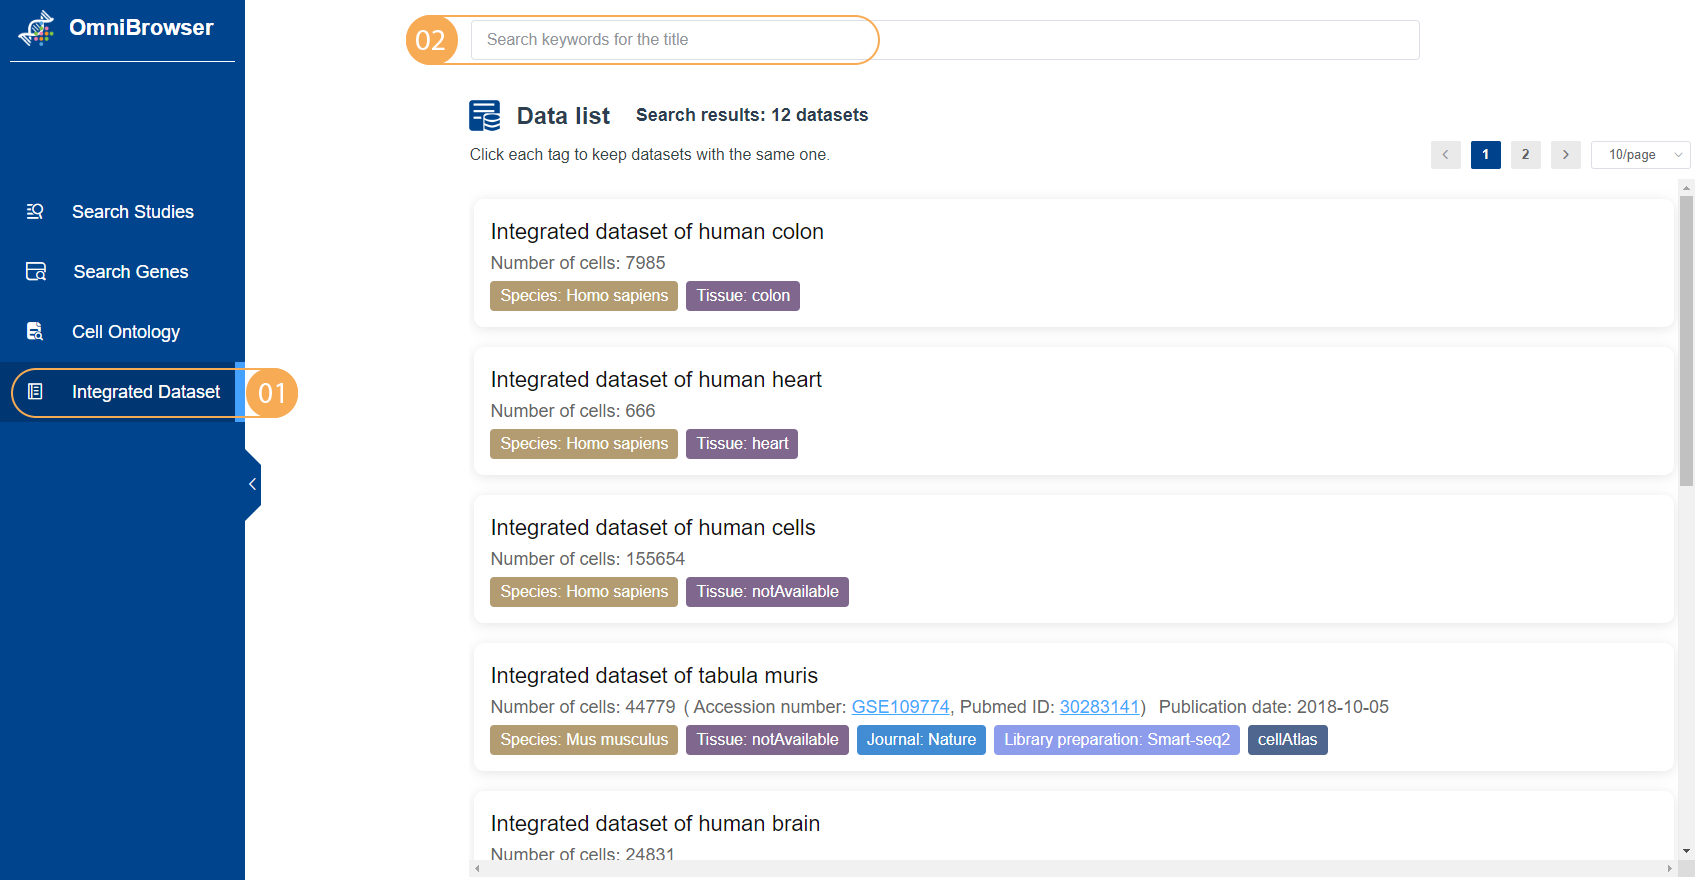 OmniBrowser
Search Studies
Search Genes
Cell Ontology
Integrated Dataset
01
02
Search keywords for the title
Data list
Search results: 12 datasets
Click each tag to keep datasets with the same one.
1
2
10/page
Integrated dataset of human colon
Number of cells: 7985
Species: Homo sapiens Tissue: colon
Integrated dataset of human heart
Number of cells: 666
Species: Homo sapiens Tissue: heart
Integrated dataset of human cells
Number of cells: 155654
Species: Homo sapiens Tissue: notAvailable
Integrated dataset of tabula muris
Number of cells: 44779 ( Accession number: GSE109774, Pubmed ID: 30283141) Publication date: 2018-10-05
Species: Mus musculus Tissue: notAvailable Journal: Nature Library preparation: Smart-seq2 cellAtlas
Integrated dataset of human brain
Number of cells: 24831